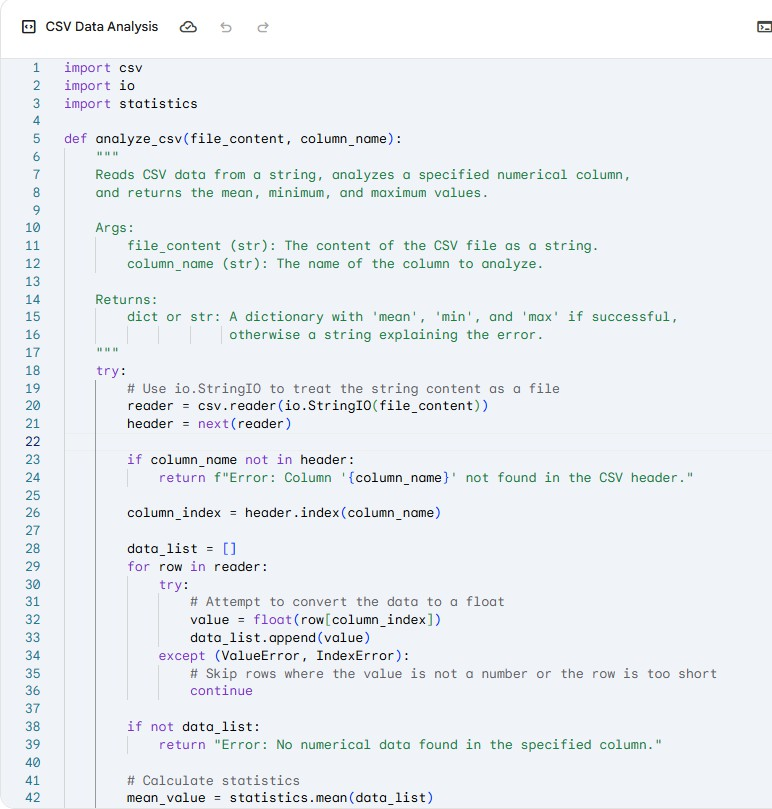 CSV Data Analysis
1 import csv
2 import io
3 import statistics
4
5 def analyze_csv(file_content, column_name):
6     """
7     Reads CSV data from a string, analyzes a specified numerical column,
8     and returns the mean, minimum, and maximum values.
9
10     Args:
11         file_content (str): The content of the CSV file as a string.
12         column_name (str): The name of the column to analyze.
13
14     Returns:
15         dict or str: A dictionary with 'mean', 'min', and 'max' if successful,
16                      otherwise a string explaining the error.
17     """
18     try:
19         # Use io.StringIO to treat the string content as a file
20         reader = csv.reader(io.StringIO(file_content))
21         header = next(reader)
22
23         if column_name not in header:
24             return f"Error: Column '{column_name}' not found in the CSV header."
25
26         column_index = header.index(column_name)
27
28         data_list = []
29         for row in reader:
30             try:
31                 # Attempt to convert the data to a float
32                 value = float(row[column_index])
33                 data_list.append(value)
34             except (ValueError, IndexError):
35                 # Skip rows where the value is not a number or the row is too short
36                 continue
37
38         if not data_list:
39             return "Error: No numerical data found in the specified column."
40
41         # Calculate statistics
42         mean_value = statistics.mean(data_list)